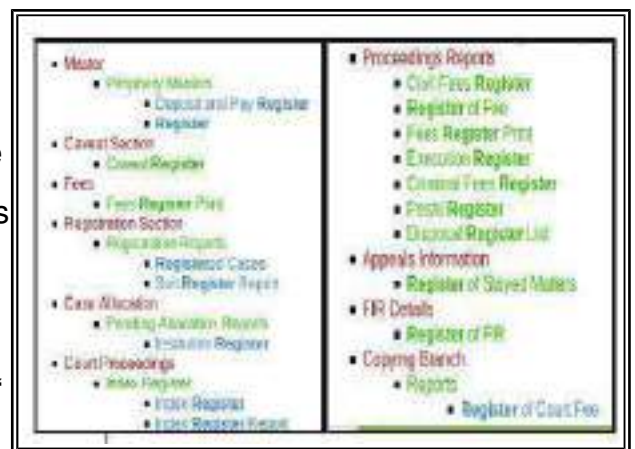 • Master
• Periphery Masters
• Deposit and Pay Register
• Register
• Caveat Section
• Caveat Register
• Fees
• Fees Register Print
• Registration Section
• Registration Reports
• Registered Cases
• Suit Register Report
• Case Allocation
• Pending Allocation Reports
• Institution Register
• Court Proceedings
• Index Register
• Index Register
• Index Register Report
• Proceedings Reports
• Civil Fees Register
• Register of Fee
• Fees Register Print
• Execution Register
• Criminal Fees Register
• Register
• Disposal Register List
• Appeals Information
• Register of Stayed Matters
• FIR Details
• Register of FIR
• Copying Branch
• Reports
• Register of Court Fee